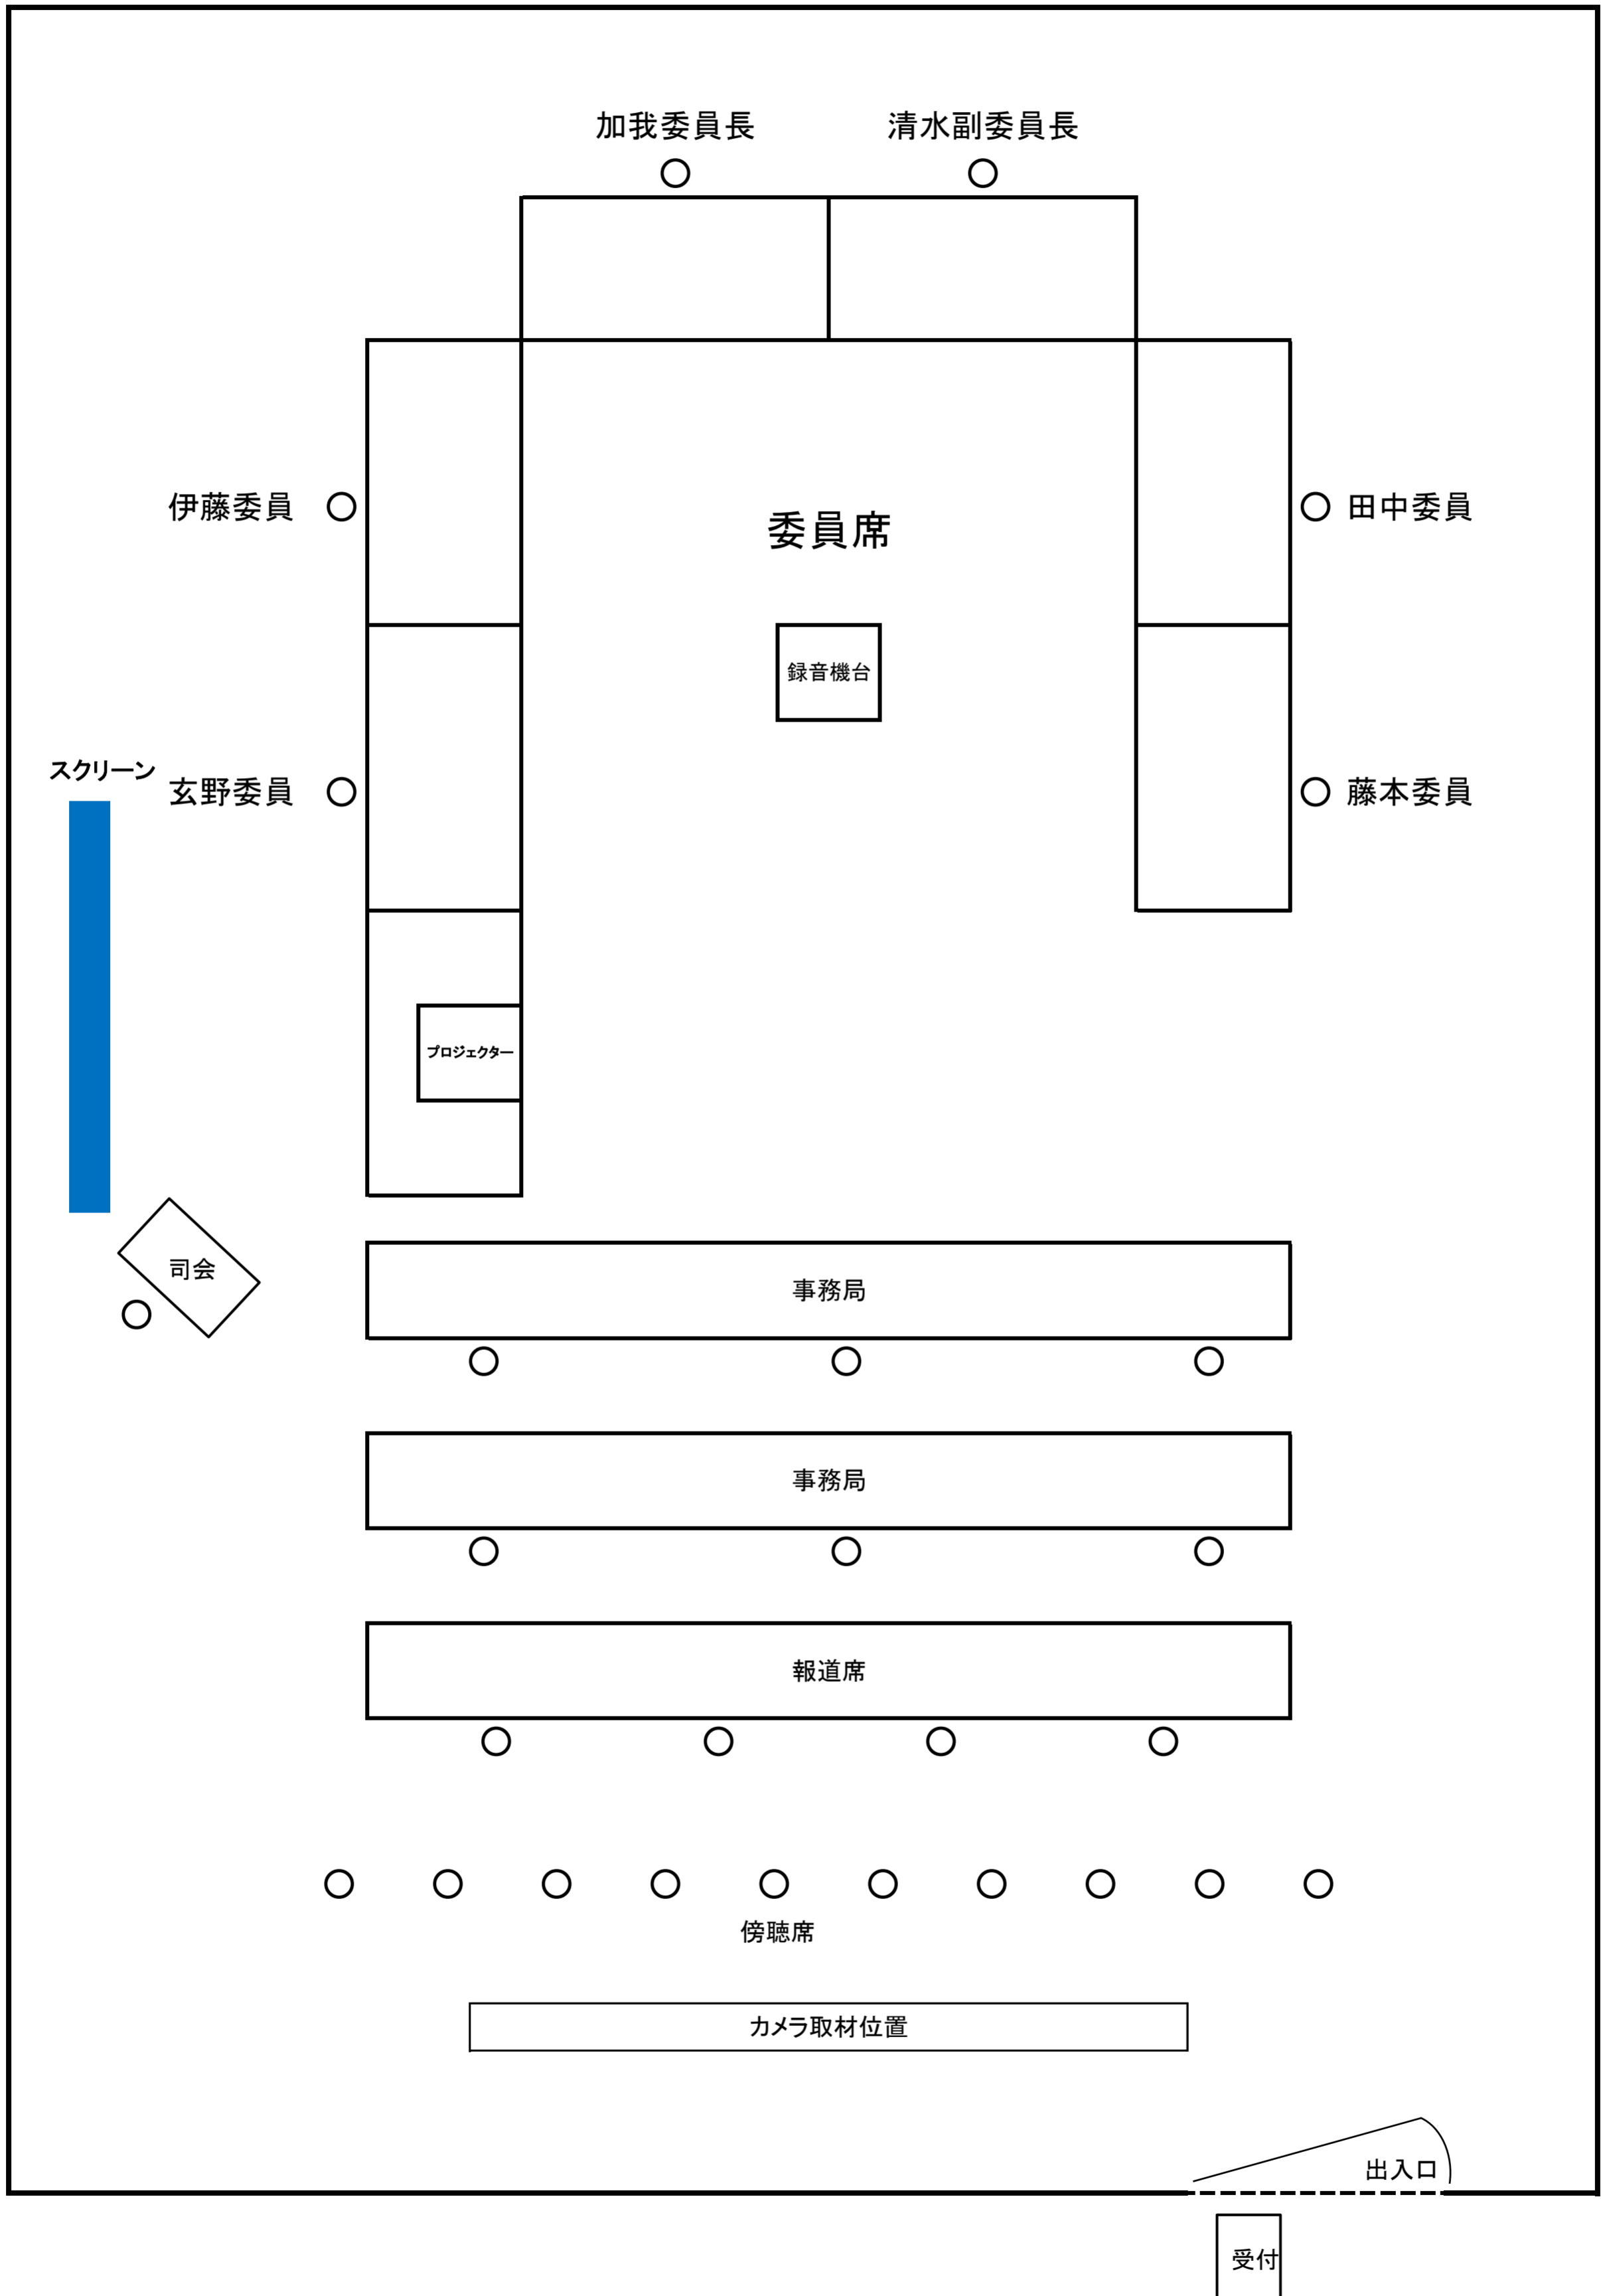 加我委員長
清水副委員長
伊藤委員
田中委員
委員席
録音機台
スクリーン
玄野委員
藤本委員
プロジェクター
司会
事務局
事務局
報道席
傍聴席
カメラ取材位置
出入口
受付